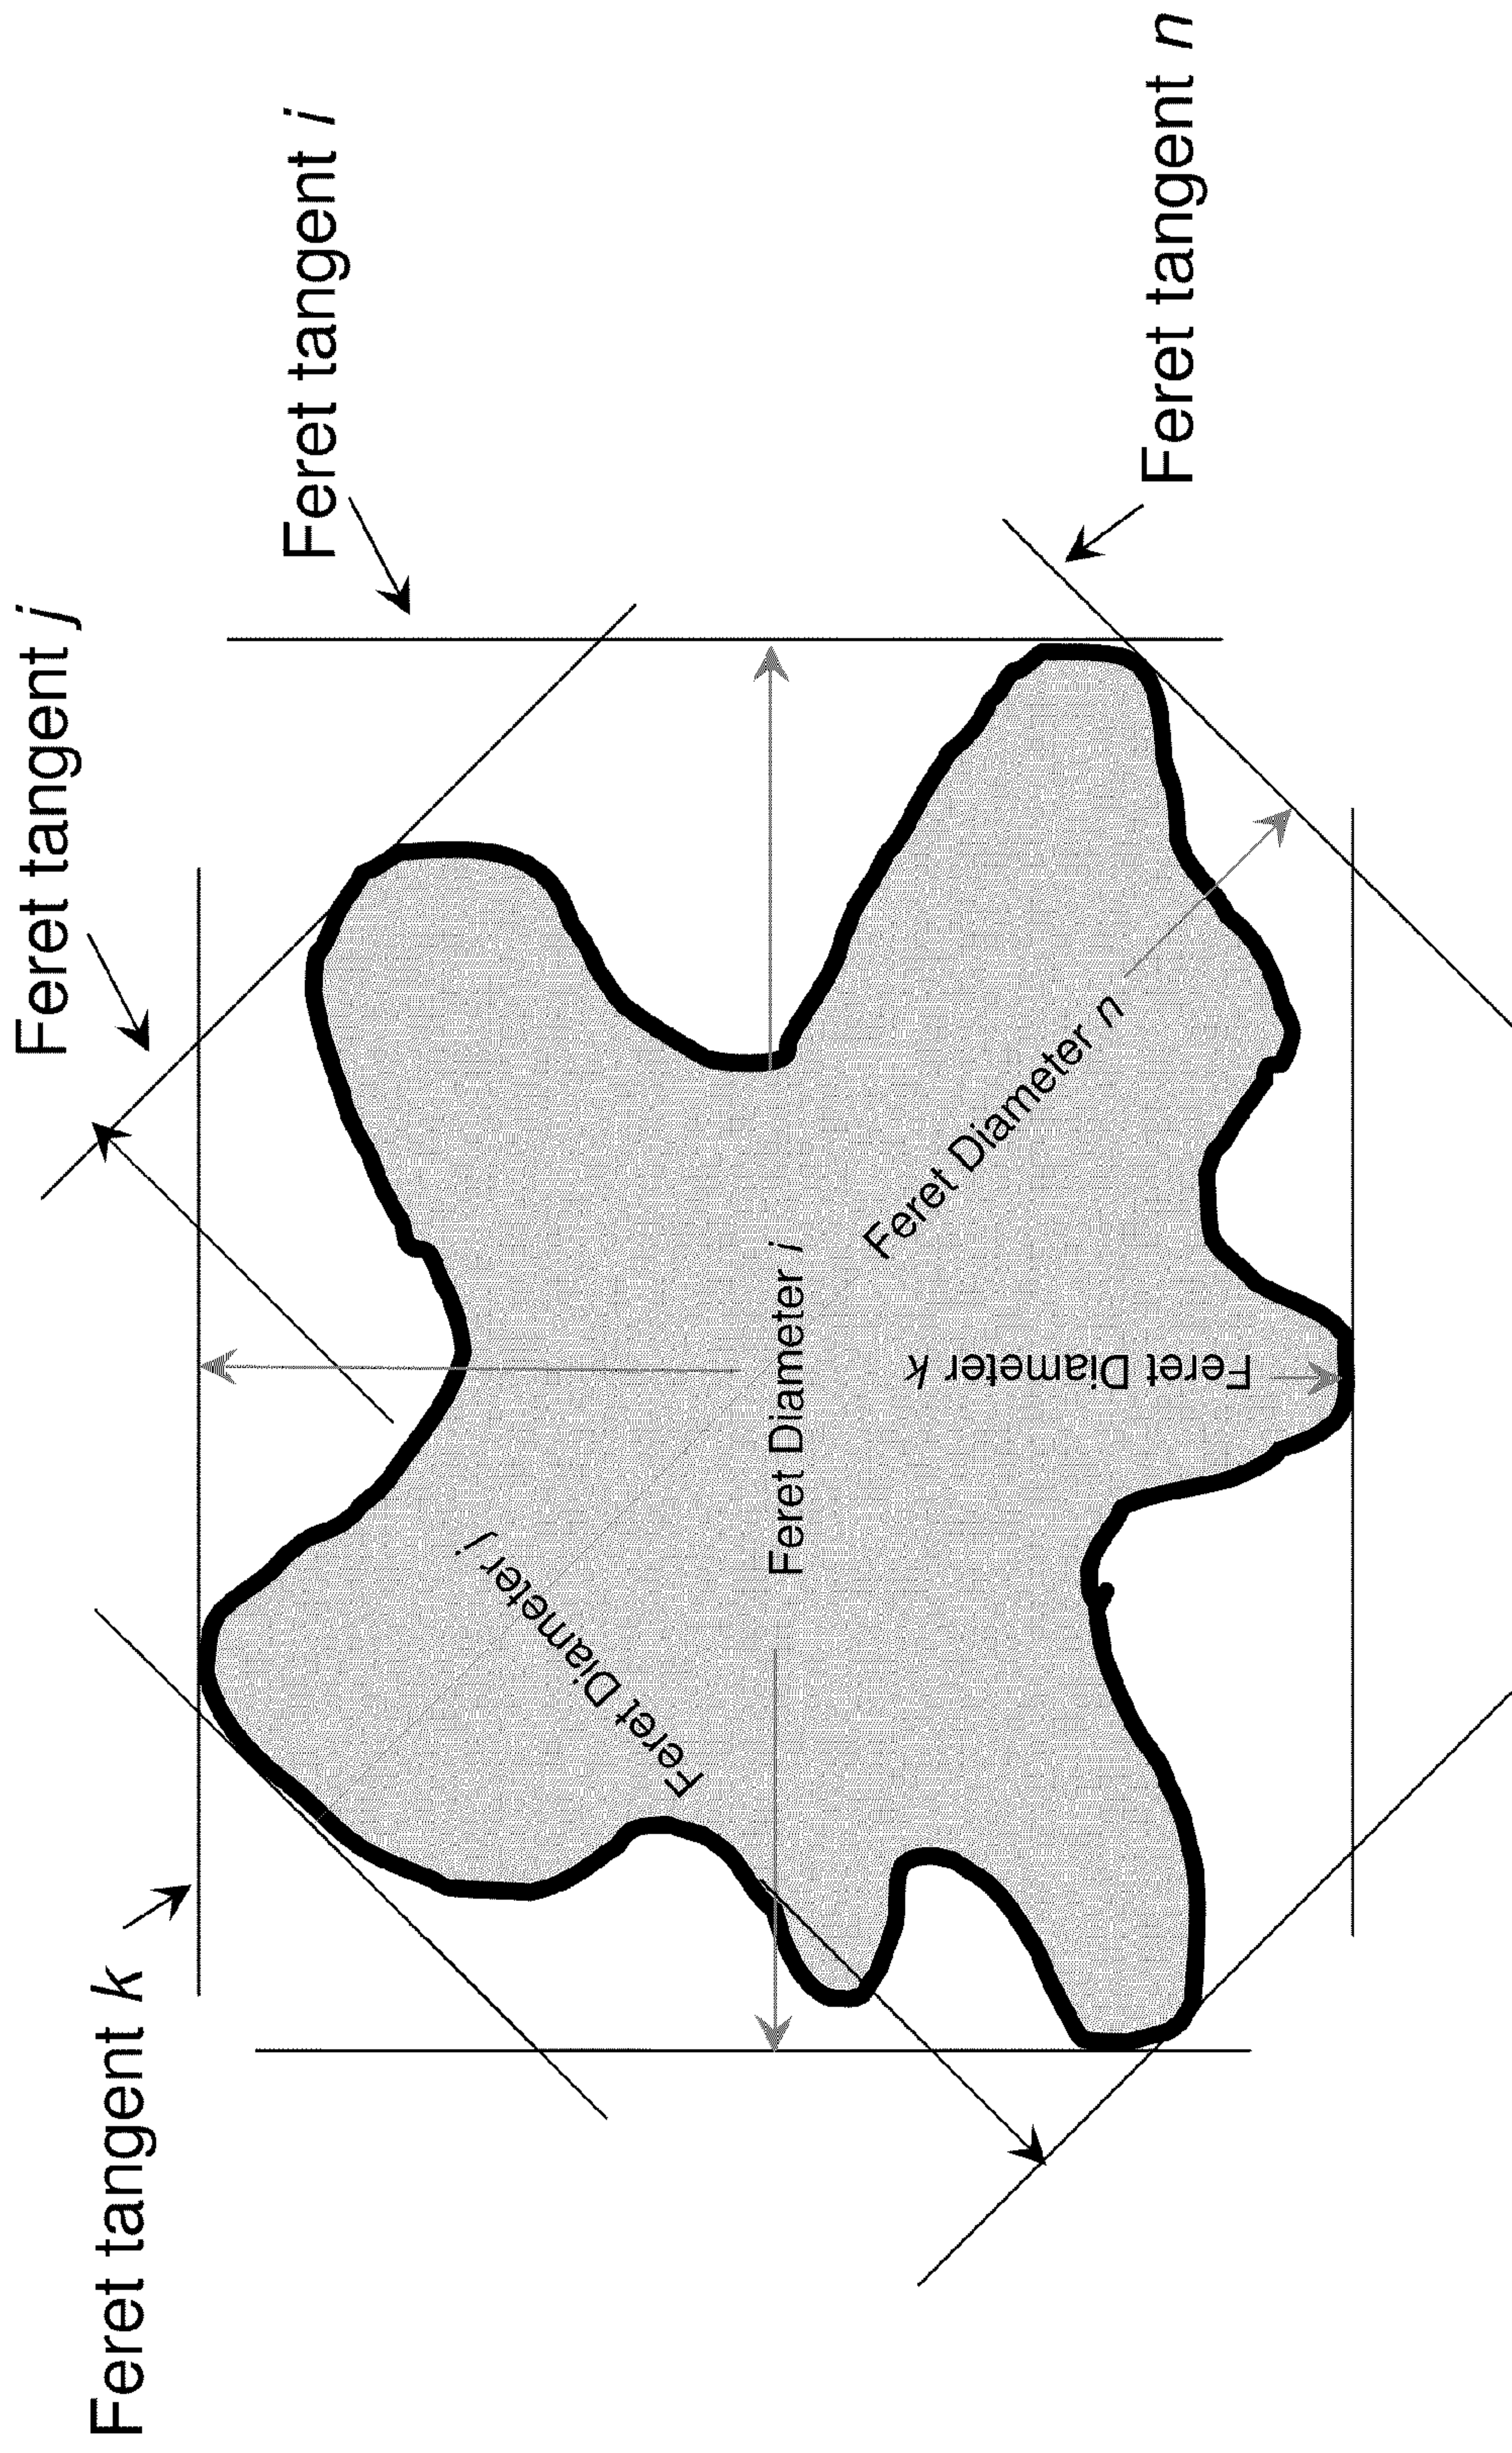 Feret tangent k
Feret tangent j
Feret tangent i
Feret tangent n
Feret Diameter j
Feret Diameter i
Feret Diameter k
Feret Diameter n